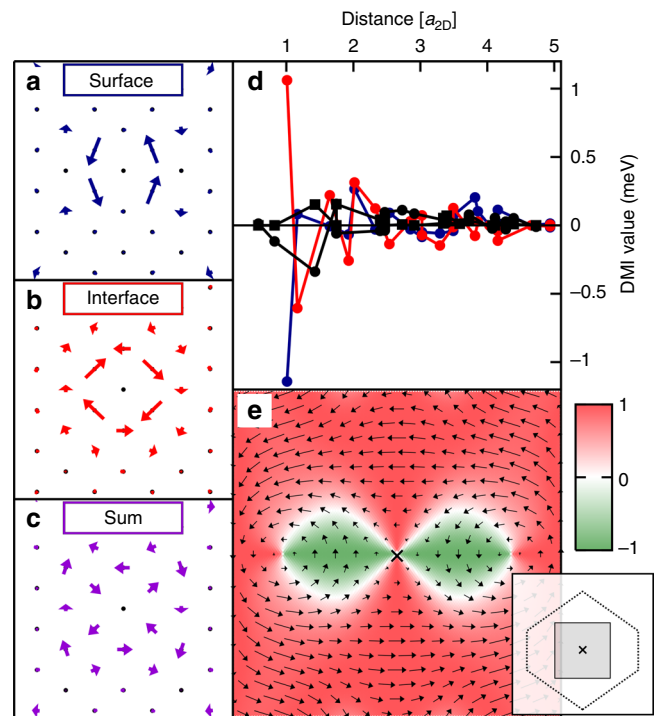 Distance [a2D]
1 2 3 4 5
a
Surface
d
1
0.5
0
−0.5
−1
DMI value (meV)
b
Interface
c
Sum
e
1
0
−1